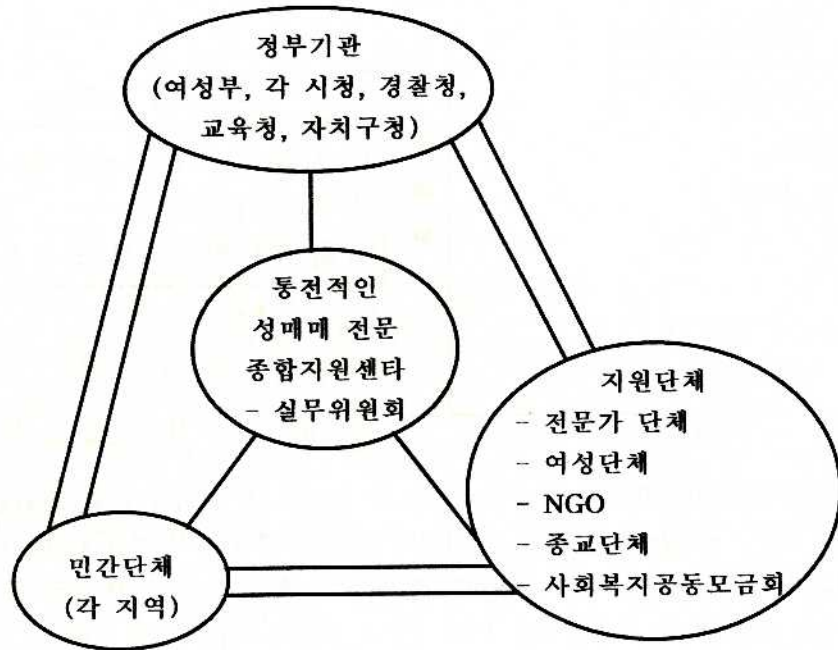 정부기관
(여성부, 각 시청, 경찰청,
교육청, 자치구청)
통전적인
성매매 전문
종합지원센타
- 실무위원회
지원단체
- 전문가 단체
- 여성단체
- NGO
- 종교단체
- 사회복지공동모금회
민간단체
(각 지역)